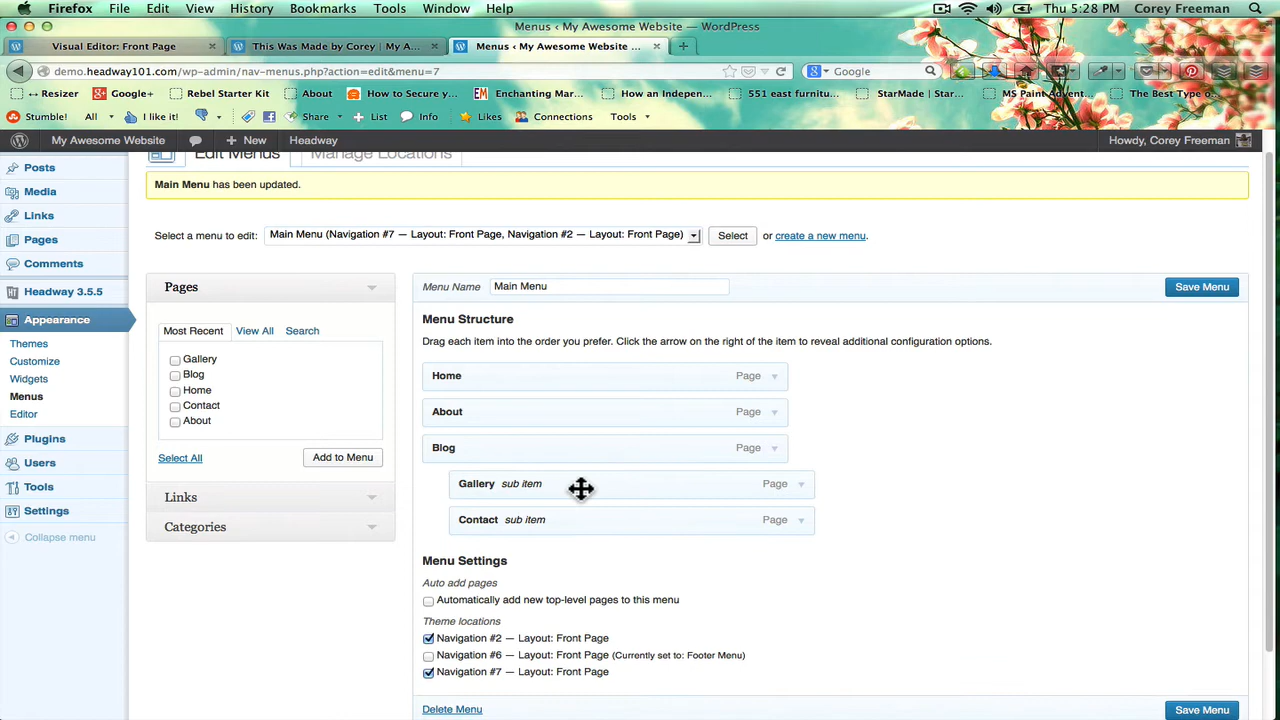 Firefox File Edit View History Bookmarks Tools Window Help Thu 5:28 PM Corey Freeman
Menus ‹ My Awesome Website — WordPress
Visual Editor: Front Page × This Was Made by Corey | My A... × Menus ‹ My Awesome Website ... × +
demo.headway101.com/wp-admin/nav-menus.php?action=edit&menu=7 Google
↔ Resizer Google+ Rebel Starter Kit About How to Secure y... Enchanting Mar... How an Indepen... 551 east furnitu... StarMade | Star... MS Paint Advent... The Best Type o...
Stumble! All I like it! Share List Info Likes Connections Tools
My Awesome Website + New Headway Howdy, Corey Freeman
Edit Menus Manage Locations
Posts
Media
Links
Pages
Comments
Headway 3.5.5
Appearance
Themes
Customize
Widgets
Menus
Editor
Plugins
Users
Tools
Settings
Collapse menu
Main Menu has been updated.
Select a menu to edit: Main Menu (Navigation #7 — Layout: Front Page, Navigation #2 — Layout: Front Page) Select or create a new menu.
Pages
Most Recent View All Search
Gallery
Blog
Home
Contact
About
Select All Add to Menu
Links
Categories
Menu Name Main Menu Save Menu
Menu Structure
Drag each item into the order you prefer. Click the arrow on the right of the item to reveal additional configuration options.
Home Page
About Page
Blog Page
Gallery sub item Page
Contact sub item Page
Menu Settings
Auto add pages
Automatically add new top-level pages to this menu
Theme locations
Navigation #2 — Layout: Front Page
Navigation #6 — Layout: Front Page (Currently set to: Footer Menu)
Navigation #7 — Layout: Front Page
Delete Menu Save Menu